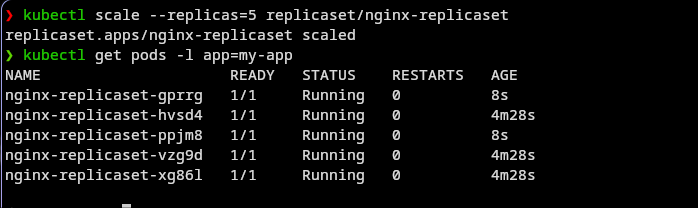 ❯ kubectl scale --replicas=5 replicaset/nginx-replicaset
replicaset.apps/nginx-replicaset scaled
❯ kubectl get pods -l app=my-app
NAME                     READY   STATUS    RESTARTS   AGE
nginx-replicaset-gprrg   1/1     Running   0          8s
nginx-replicaset-hvsd4   1/1     Running   0          4m28s
nginx-replicaset-ppjm8   1/1     Running   0          8s
nginx-replicaset-vzg9d   1/1     Running   0          4m28s
nginx-replicaset-xg86l   1/1     Running   0          4m28s